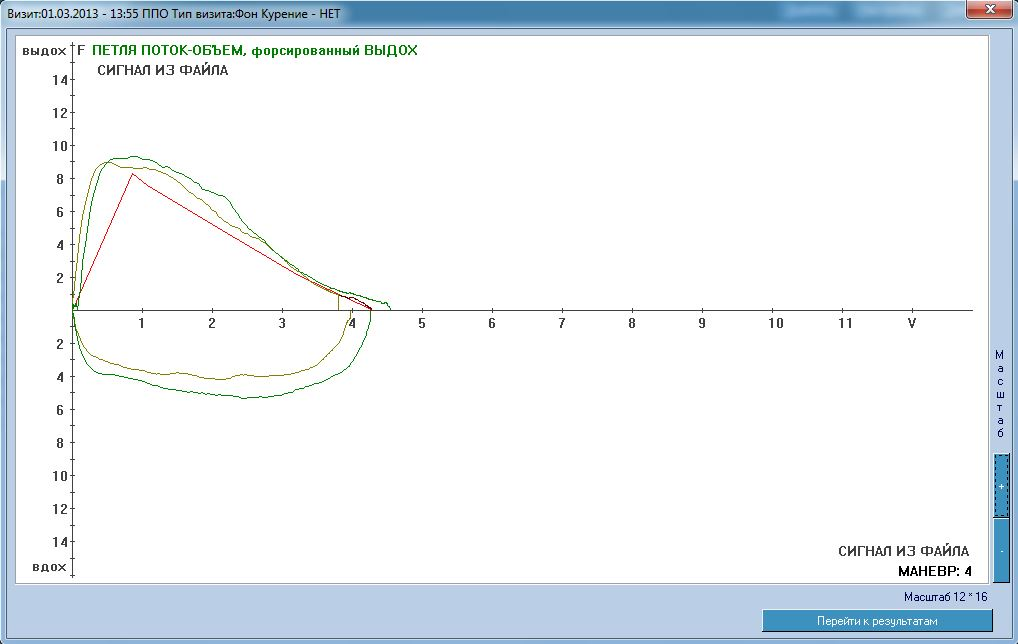 Визит:01.03.2013 - 13:55 ППО Тип визита:Фон Курение - НЕТ
выдох F ПЕТЛЯ ПОТОК-ОБЪЕМ, форсированный ВЫДОХ
СИГНАЛ ИЗ ФАЙЛА
14
12
10
8
6
4
2
1 2 3 4 5 6 7 8 9 10 11 V
2
4
6
8
10
12
14
вдох
Масштаб
+
-
СИГНАЛ ИЗ ФАЙЛА
МАНЕВР: 4
Масштаб 12 * 16
Перейти к результатам